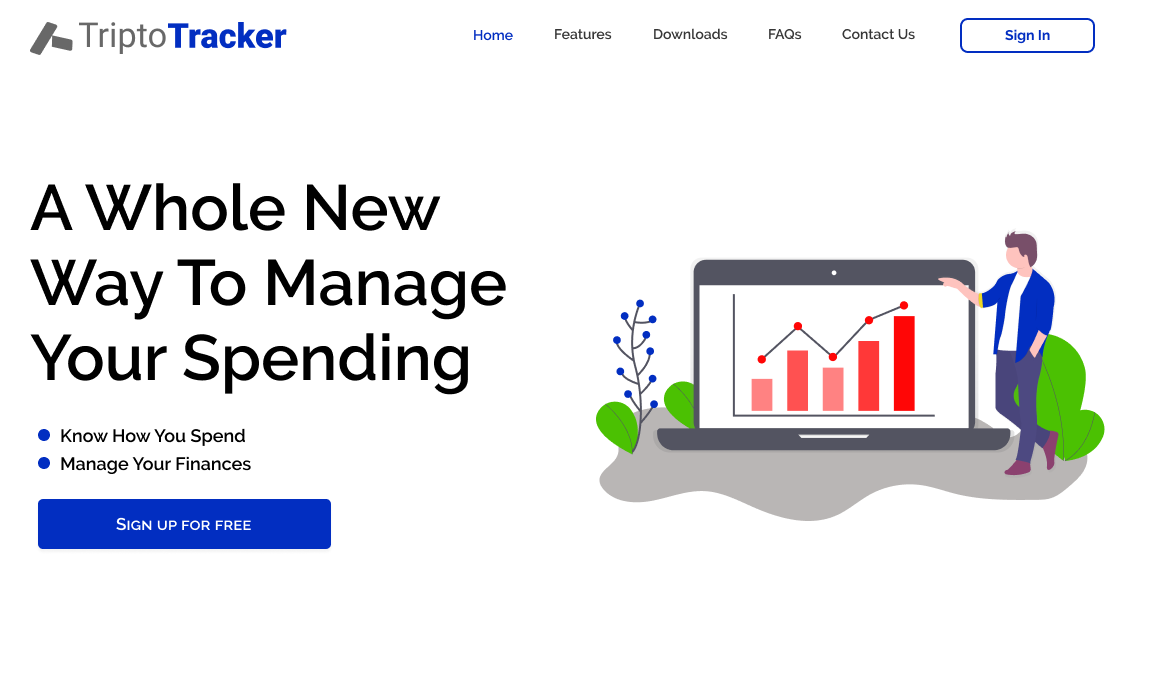 TriptoTracker
Home
Features
Downloads
FAQs
Contact Us
Sign In
A Whole New
Way To Manage
Your Spending
Know How You Spend
Manage Your Finances
Sign up for free